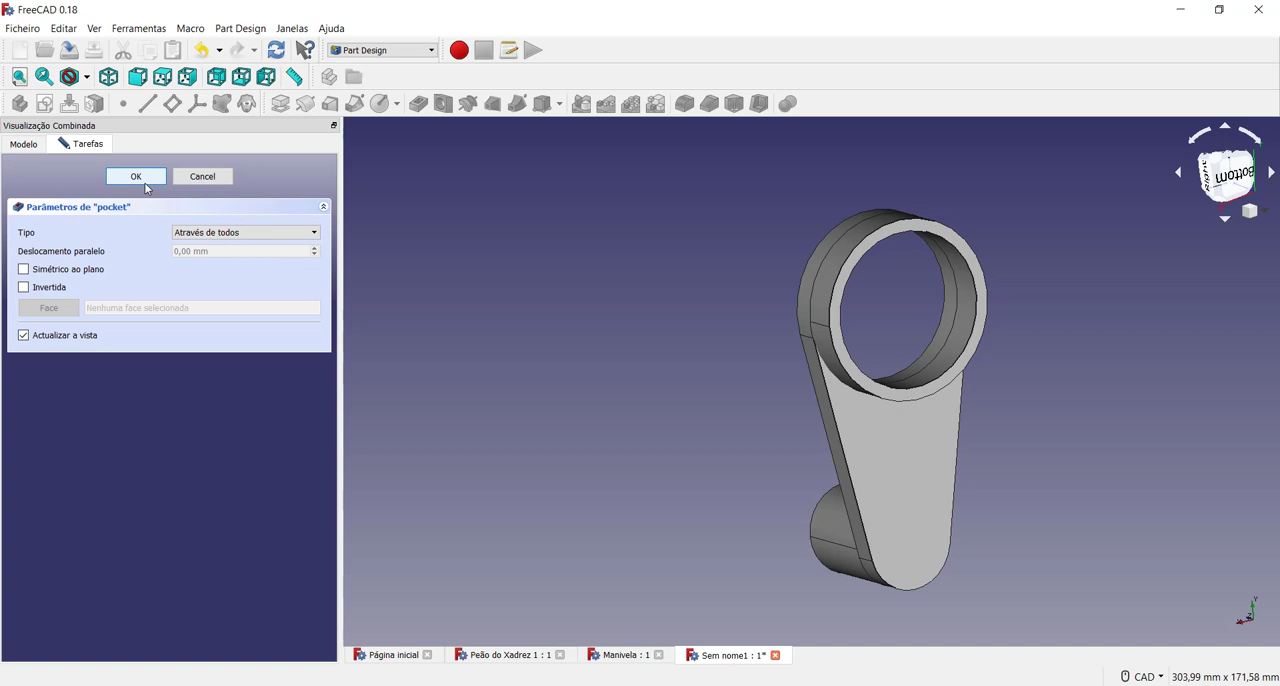 FreeCAD 0.18
Ficheiro Editar Ver Ferramentas Macro Part Design Janelas Ajuda
Part Design
Visualização Combinada
Modelo Tarefas
OK Cancel
Parâmetros de "pocket"
Tipo Através de todos
Deslocamento paralelo 0,00 mm
Simétrico ao plano
Invertida
Face Nenhuma face selecionada
Actualizar a vista
Bottom
Y
Z
Página inicial Peão do Xadrez 1 : 1 Manivela : 1 Sem nome1 : 1*
CAD 303,99 mm x 171,58 mm